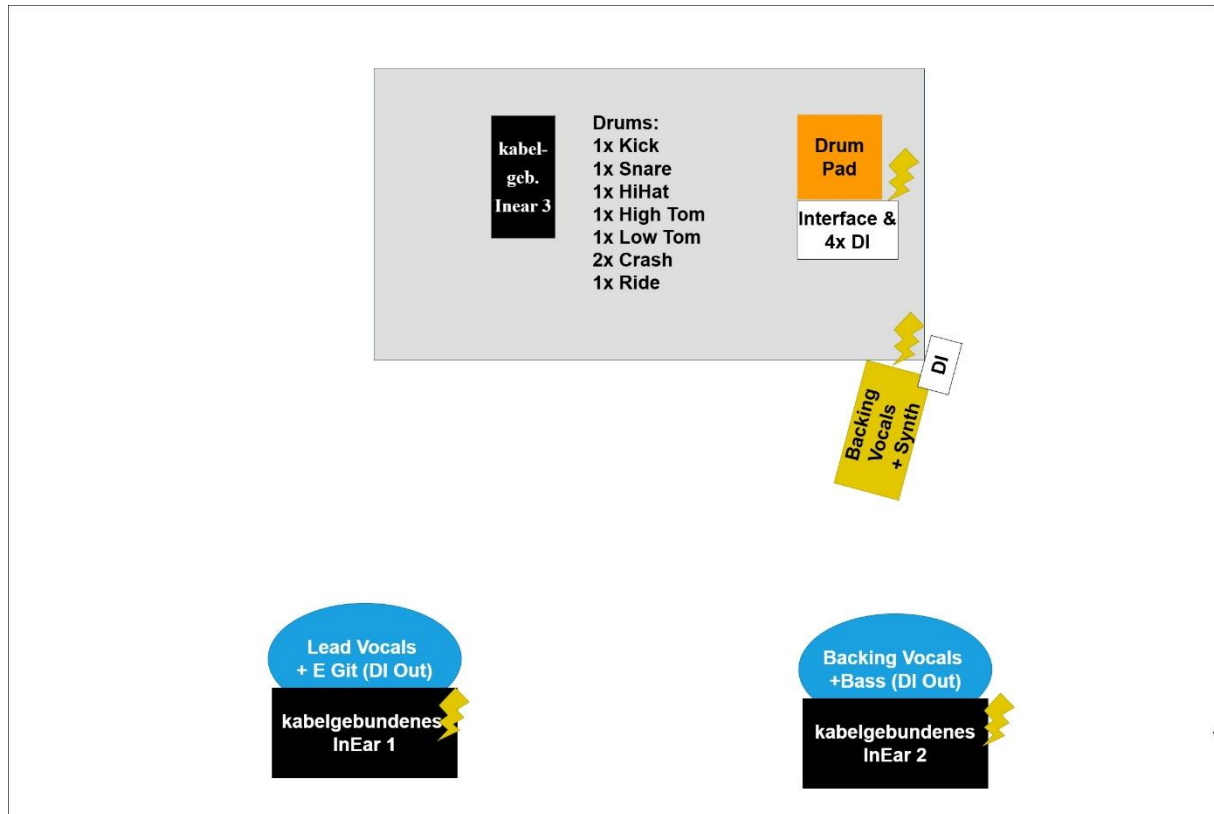 kabel-
geb.
Inear 3
Drums:
1x Kick
1x Snare
1x HiHat
1x High Tom
1x Low Tom
2x Crash
1x Ride
Drum
Pad
Interface &
4x DI
DI
Backing
Vocals
+ Synth
Lead Vocals
+ E Git (DI Out)
kabelgebundenes
InEar 1
Backing Vocals
+Bass (DI Out)
kabelgebundenes
InEar 2